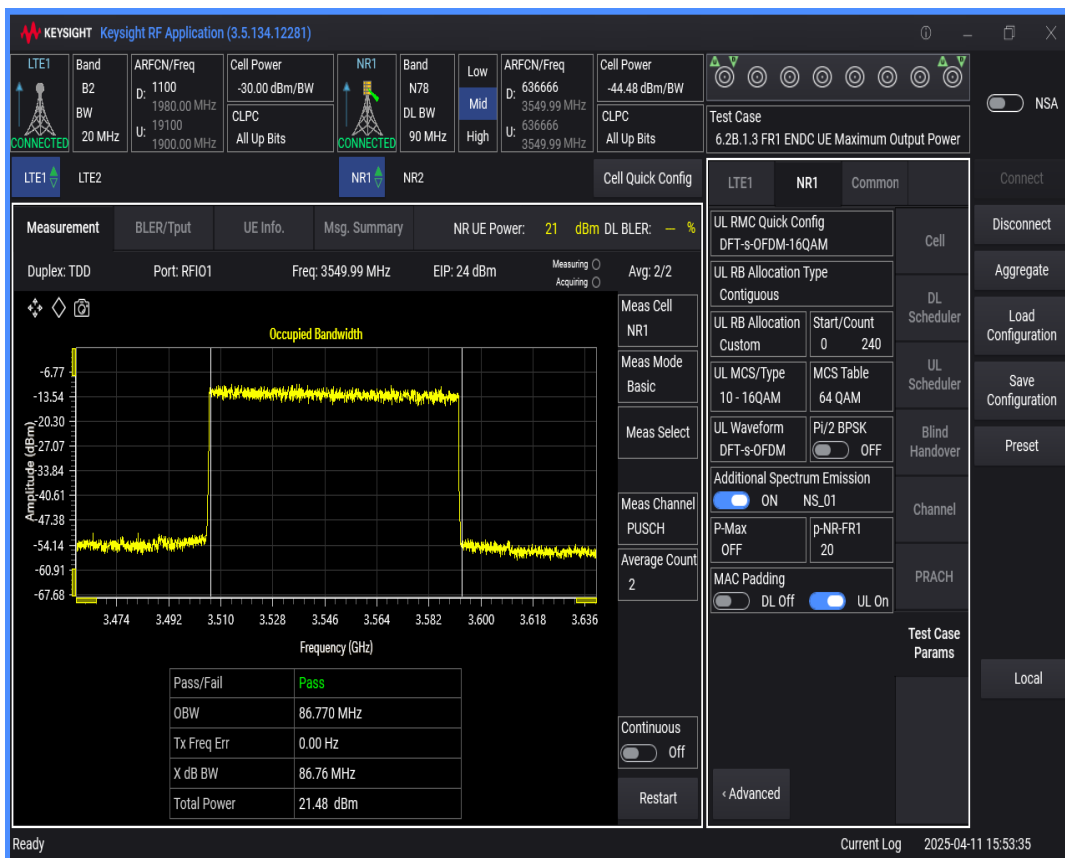 KEYSIGHT Keysight RF Application (3.5.134.12281)
LTE1
CONNECTED
Band
B2
BW
20 MHz
ARFCN/Freq
D: 1100
1980.00 MHz
U: 19100
1900.00 MHz
Cell Power
-30.00 dBm/BW
CLPC
All Up Bits
NR1
CONNECTED
Band
N78
DL BW
90 MHz
Low
Mid
High
ARFCN/Freq
D: 636666
3549.99 MHz
U: 636666
3549.99 MHz
Cell Power
-44.48 dBm/BW
CLPC
All Up Bits
Test Case
6.2B.1.3 FR1 ENDC UE Maximum Output Power
NSA
LTE1 LTE2 NR1 NR2 Cell Quick Config
Measurement BLER/Tput UE Info. Msg. Summary NR UE Power: 21 dBm DL BLER: — %
Duplex: TDD Port: RFIO1 Freq: 3549.99 MHz EIP: 24 dBm Measuring Acquiring Avg: 2/2
Occupied Bandwidth
Amplitude (dBm)
-6.77
-13.54
-20.30
-27.07
-33.84
-40.61
-47.38
-54.14
-60.91
-67.68
3.474 3.492 3.510 3.528 3.546 3.564 3.582 3.600 3.618 3.636
Frequency (GHz)
Pass/Fail Pass
OBW 86.770 MHz
Tx Freq Err 0.00 Hz
X dB BW 86.76 MHz
Total Power 21.48 dBm
Meas Cell
NR1
Meas Mode
Basic
Meas Select
Meas Channel
PUSCH
Average Count
2
Continuous
Off
Restart
LTE1 NR1 Common
UL RMC Quick Config
DFT-s-OFDM-16QAM
UL RB Allocation Type
Contiguous
UL RB Allocation
Custom
Start/Count
0 240
UL MCS/Type
10 - 16QAM
MCS Table
64 QAM
UL Waveform
DFT-s-OFDM
Pi/2 BPSK
OFF
Additional Spectrum Emission
ON NS_01
P-Max
OFF
p-NR-FR1
20
MAC Padding
DL Off UL On
‹ Advanced
Cell
DL
Scheduler
UL
Scheduler
Blind
Handover
Channel
PRACH
Test Case
Params
Connect
Disconnect
Aggregate
Load
Configuration
Save
Configuration
Preset
Local
Ready Current Log 2025-04-11 15:53:35